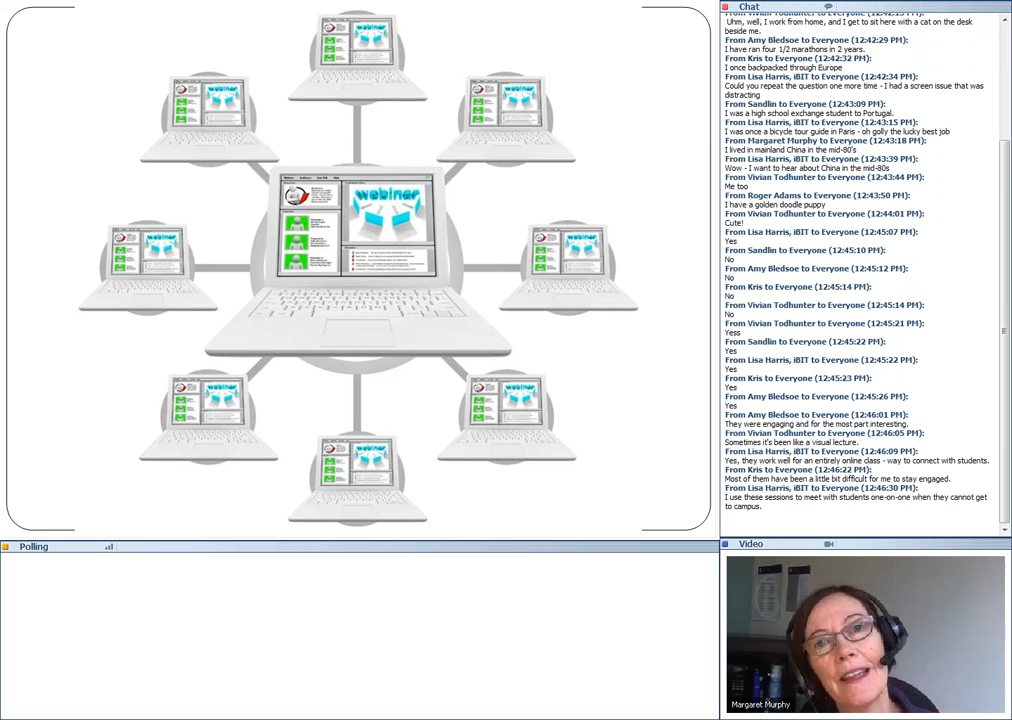 webinar
webinar
webinar
webinar
webinar
webinar
webinar
webinar
webinar
Polling
Chat
From Vivian Todhunter to Everyone
Uhm, well, I work from home, and I get to sit here with a cat on the desk
beside me.
From Amy Bledsoe to Everyone (12:42:29 PM):
I have ran four 1/2 marathons in 2 years.
From Kris to Everyone (12:42:32 PM):
I once backpacked through Europe
From Lisa Harris, iBIT to Everyone (12:42:34 PM):
Could you repeat the question one more time - I had a screen issue that was
distracting
From Sandlin to Everyone (12:43:09 PM):
I was a high school exchange student to Portugal.
From Lisa Harris, iBIT to Everyone (12:43:15 PM):
I was once a bicycle tour guide in Paris - oh golly the lucky best job
From Margaret Murphy to Everyone (12:43:18 PM):
I lived in mainland China in the mid-80's
From Lisa Harris, iBIT to Everyone (12:43:39 PM):
Wow - I want to hear about China in the mid-80s
From Vivian Todhunter to Everyone (12:43:44 PM):
Me too
From Roger Adams to Everyone (12:43:50 PM):
I have a golden doodle puppy
From Vivian Todhunter to Everyone (12:44:01 PM):
Cute!
From Lisa Harris, iBIT to Everyone (12:45:07 PM):
Yes
From Sandlin to Everyone (12:45:10 PM):
No
From Amy Bledsoe to Everyone (12:45:12 PM):
No
From Kris to Everyone (12:45:14 PM):
No
From Vivian Todhunter to Everyone (12:45:14 PM):
No
From Vivian Todhunter to Everyone (12:45:21 PM):
Yess
From Sandlin to Everyone (12:45:22 PM):
Yes
From Lisa Harris, iBIT to Everyone (12:45:22 PM):
Yes
From Kris to Everyone (12:45:23 PM):
Yes
From Amy Bledsoe to Everyone (12:45:26 PM):
Yes
From Amy Bledsoe to Everyone (12:46:01 PM):
They were engaging and for the most part interesting.
From Vivian Todhunter to Everyone (12:46:05 PM):
Sometimes it's been like a visual lecture.
From Lisa Harris, iBIT to Everyone (12:46:09 PM):
Yes, they work well for an entirely online class - way to connect with students.
From Kris to Everyone (12:46:22 PM):
Most of them have been a little bit difficult for me to stay engaged.
From Lisa Harris, iBIT to Everyone (12:46:30 PM):
I use these sessions to meet with students one-on-one when they cannot get
to campus.
Video
Margaret Murphy